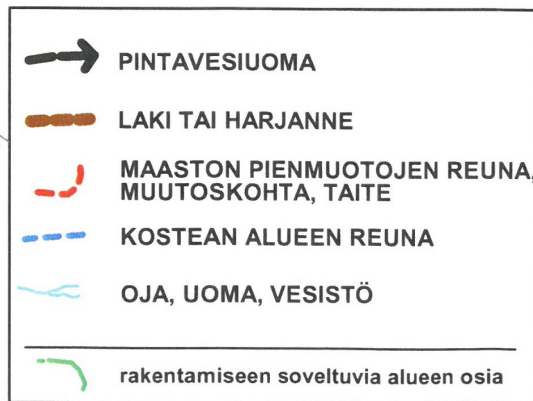 PINTAVESIUOMA
LAKI TAI HARJANNE
MAASTON PIENMUOTOJEN REUNA,
MUUTOSKOHTA, TAITE
KOSTEAN ALUEEN REUNA
OJA, UOMA, VESISTÖ
rakentamiseen soveltuvia alueen osia